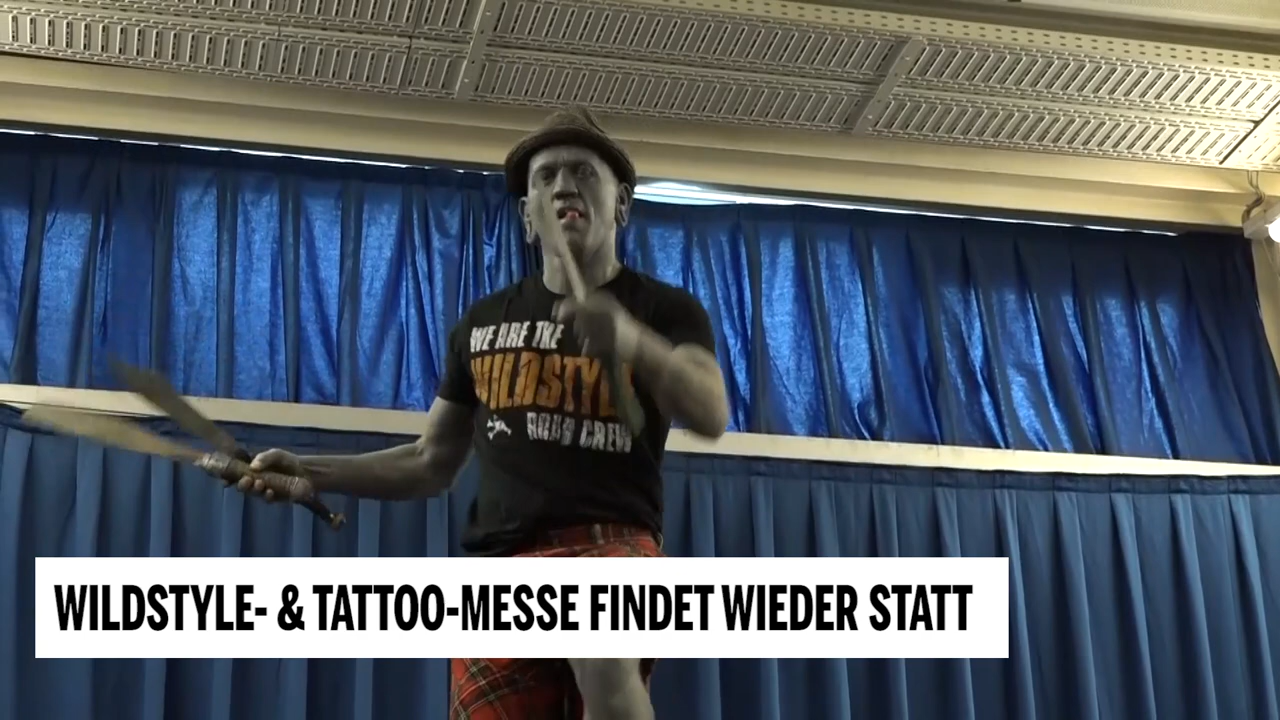 WE ARE THE
WILDSTYLE
ROAD CREW
WILDSTYLE- & TATTOO-MESSE FINDET WIEDER STATT